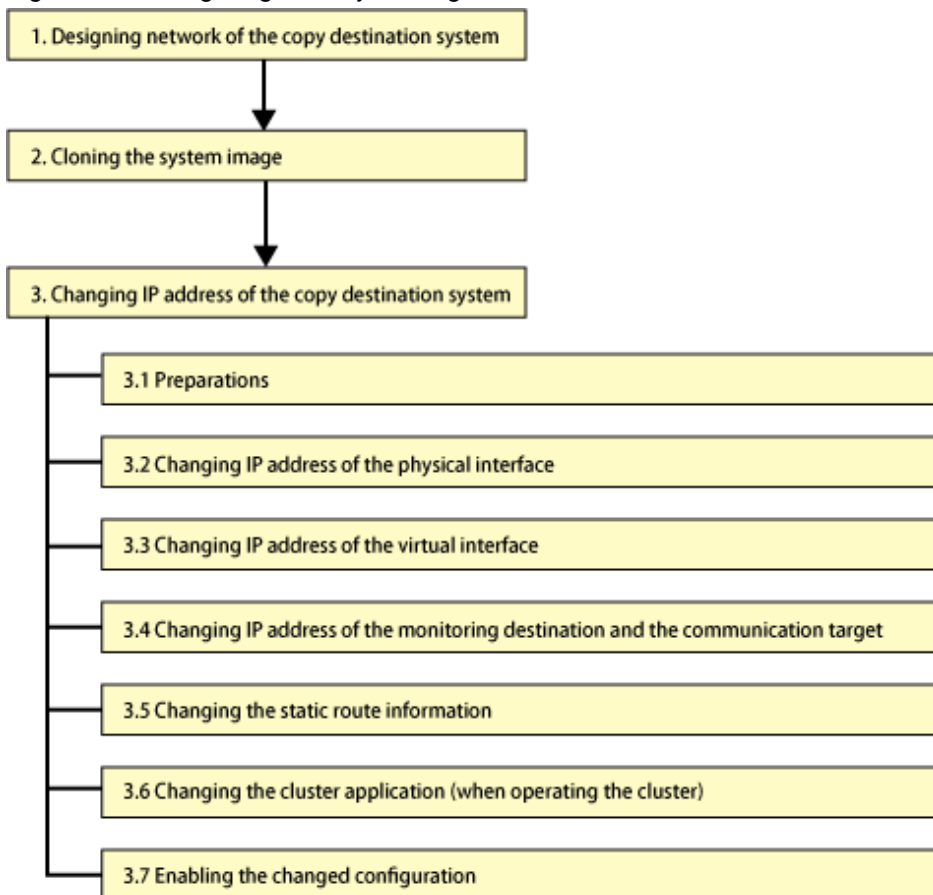 1. Designing network of the copy destination system
2. Cloning the system image
3. Changing IP address of the copy destination system
3.1 Preparations
3.2 Changing IP address of the physical interface
3.3 Changing IP address of the virtual interface
3.4 Changing IP address of the monitoring destination and the communication target
3.5 Changing the static route information
3.6 Changing the cluster application (when operating the cluster)
3.7 Enabling the changed configuration